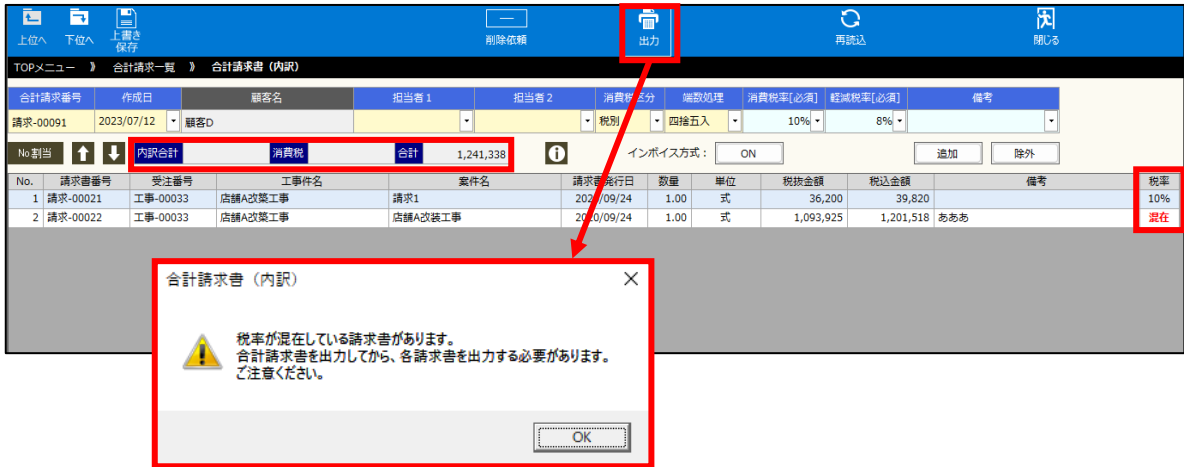 上位へ 下位へ 上書き保存 削除依頼 出力 再読込 閉じる
TOPメニュー 》 合計請求一覧 》 合計請求書（内訳）
合計請求番号 作成日 顧客名 担当者1 担当者2 消費税区分 端数処理 消費税率[必須] 軽減税率[必須] 備考
請求-00091 2023/07/12 顧客D 税別 四捨五入 10% 8%
No割当 内訳合計 消費税 合計 1,241,338 インボイス方式： ON 追加 除外
No. 請求書番号 受注番号 工事件名 案件名 請求書発行日 数量 単位 税抜金額 税込金額 備考 税率
1 請求-00021 工事-00033 店舗A改築工事 請求1 2020/09/24 1.00 式 36,200 39,820 10%
2 請求-00022 工事-00033 店舗A改築工事 店舗A改装工事 2020/09/24 1.00 式 1,093,925 1,201,518 あああ 混在
合計請求書（内訳）
税率が混在している請求書があります。
合計請求書を出力してから、各請求書を出力する必要があります。
ご注意ください。
OK